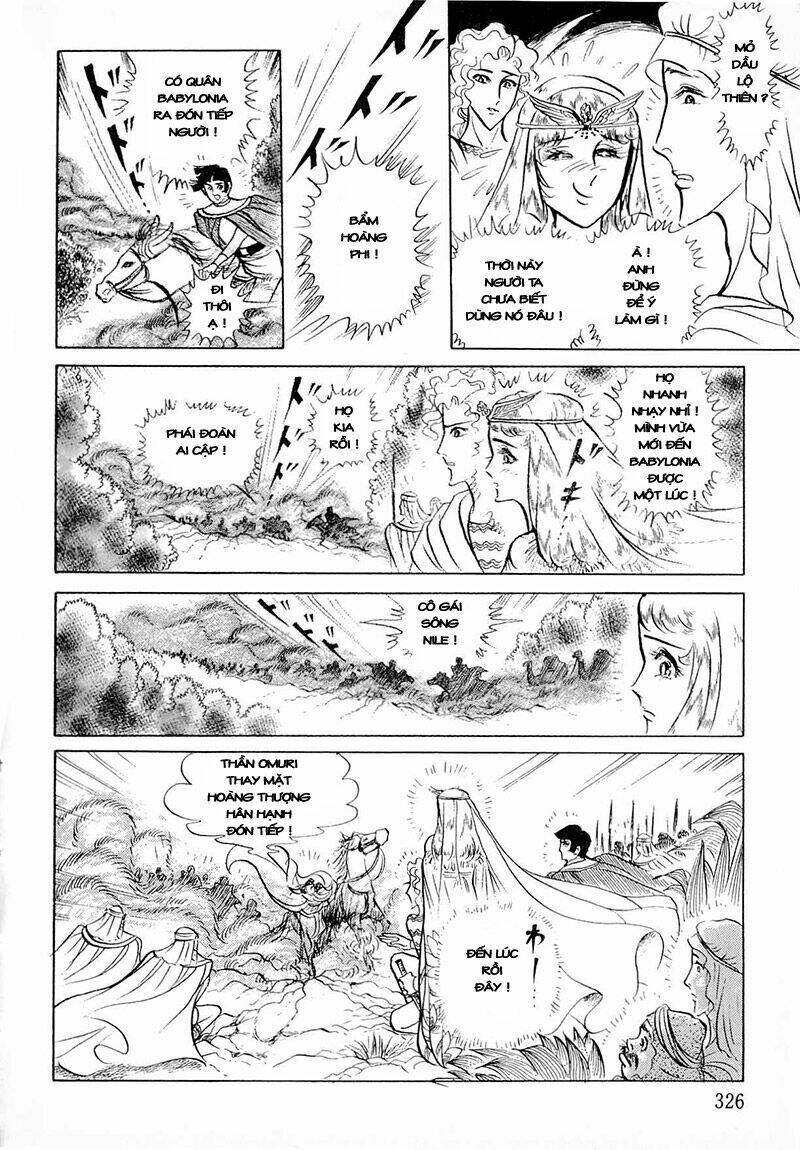 MỎ
DẦU
LỘ
THIÊN ?
À !
ANH
ĐỪNG
ĐỂ Ý
LÀM GÌ !
THỜI NÀY
NGƯỜI TA
CHƯA BIẾT
DÙNG NÓ ĐÂU !
BẨM
HOÀNG
PHI !
CÓ QUÂN
BABYLONIA
RA ĐÓN TIẾP
NGƯỜI !
ĐI
THÔI
Ạ !
HỌ
NHANH
NHẠY NHỈ !
MÌNH VỪA
MỚI ĐẾN
BABYLONIA
ĐƯỢC
MỘT LÚC !
HỌ
KIA
RỒI !
PHÁI ĐOÀN
AI CẬP !
CÔ GÁI
SÔNG
NILE !
THẦN OMURI
THAY MẶT
HOÀNG THƯỢNG
HÂN HẠNH
ĐÓN TIẾP !
わー
ĐẾN LÚC
RỒI
ĐÂY !
326